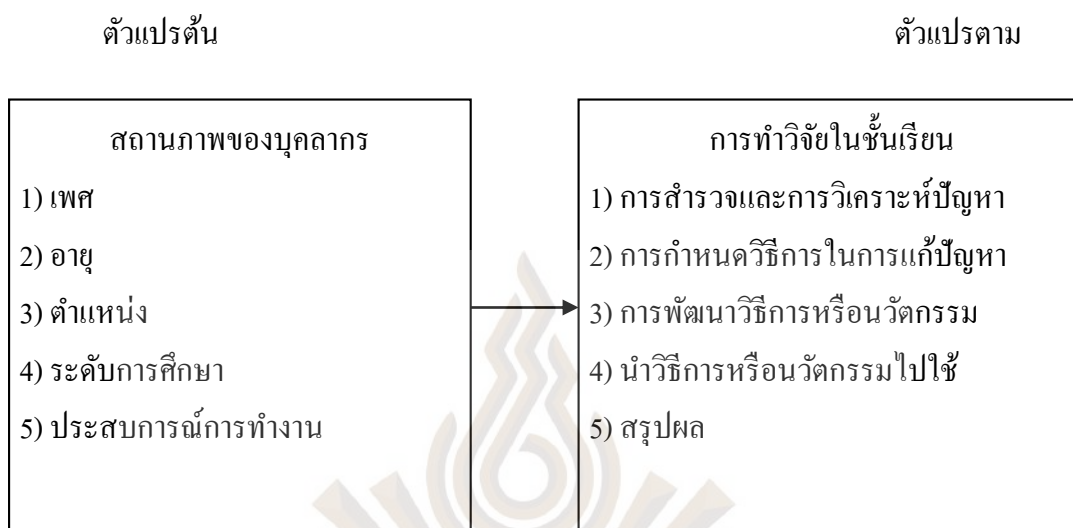 ตัวแปรต้น
ตัวแปรตาม
สถานภาพของบุคลากร
1) เพศ
2) อายุ
3) ตำแหน่ง
4) ระดับการศึกษา
5) ประสบการณ์การทำงาน
การทำวิจัยในชั้นเรียน
1) การสำรวจและการวิเคราะห์ปัญหา
2) การกำหนดวิธีการในการแก้ปัญหา
3) การพัฒนาวิธีการหรือนวัตกรรม
4) นำวิธีการหรือนวัตกรรมไปใช้
5) สรุปผล